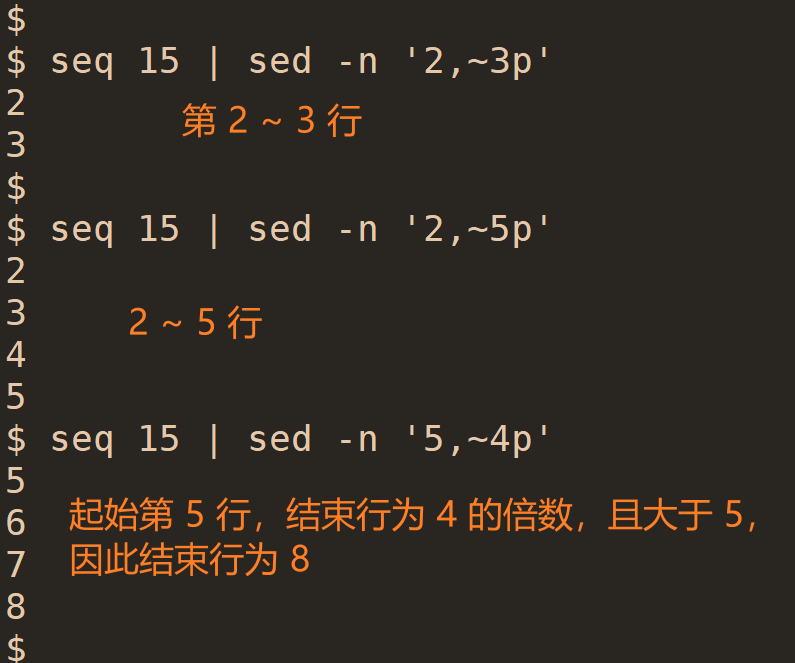 $
$ seq 15 | sed -n '2,~3p'
2
第 2 ~ 3 行
3
$
$ seq 15 | sed -n '2,~5p'
2
3
2 ~ 5 行
4
5
$ seq 15 | sed -n '5,~4p'
5
起始第 5 行，结束行为 4 的倍数，且大于 5，
6
因此结束行为 8
7
8
$